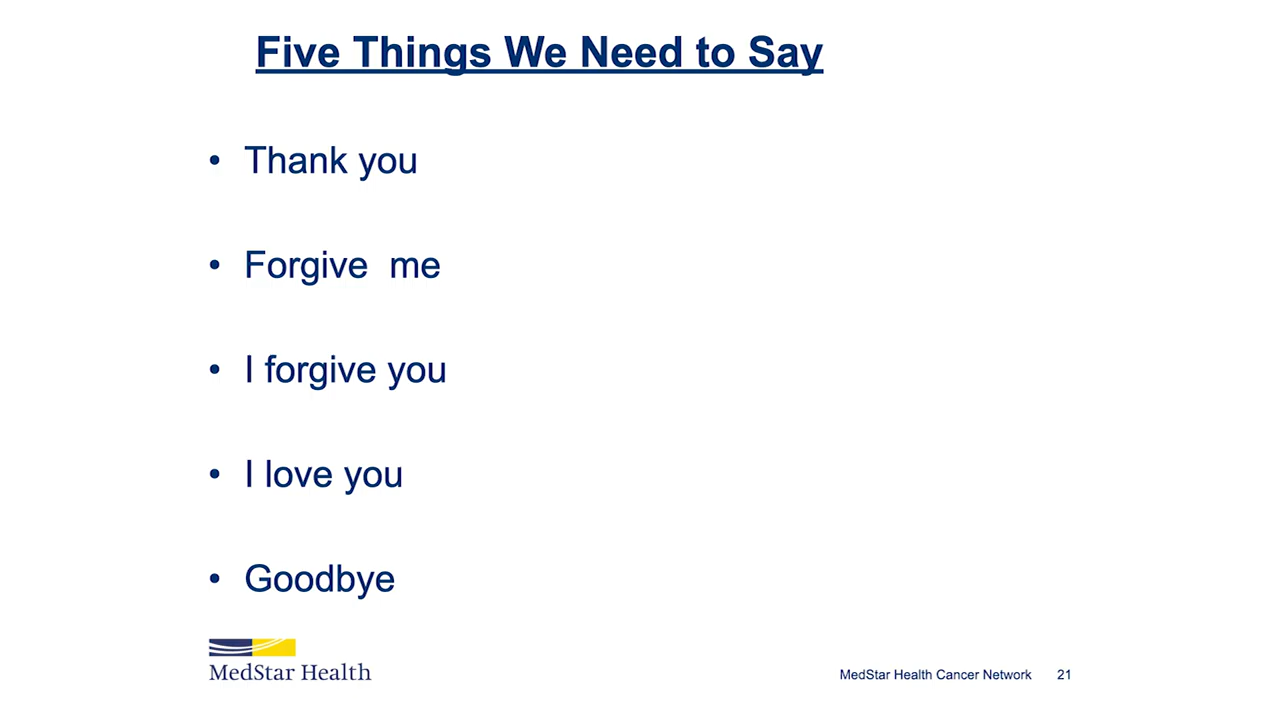 Five Things We Need to Say
• Thank you
• Forgive  me
• I forgive you
• I love you
• Goodbye
MedStar Health
MedStar Health Cancer Network 21